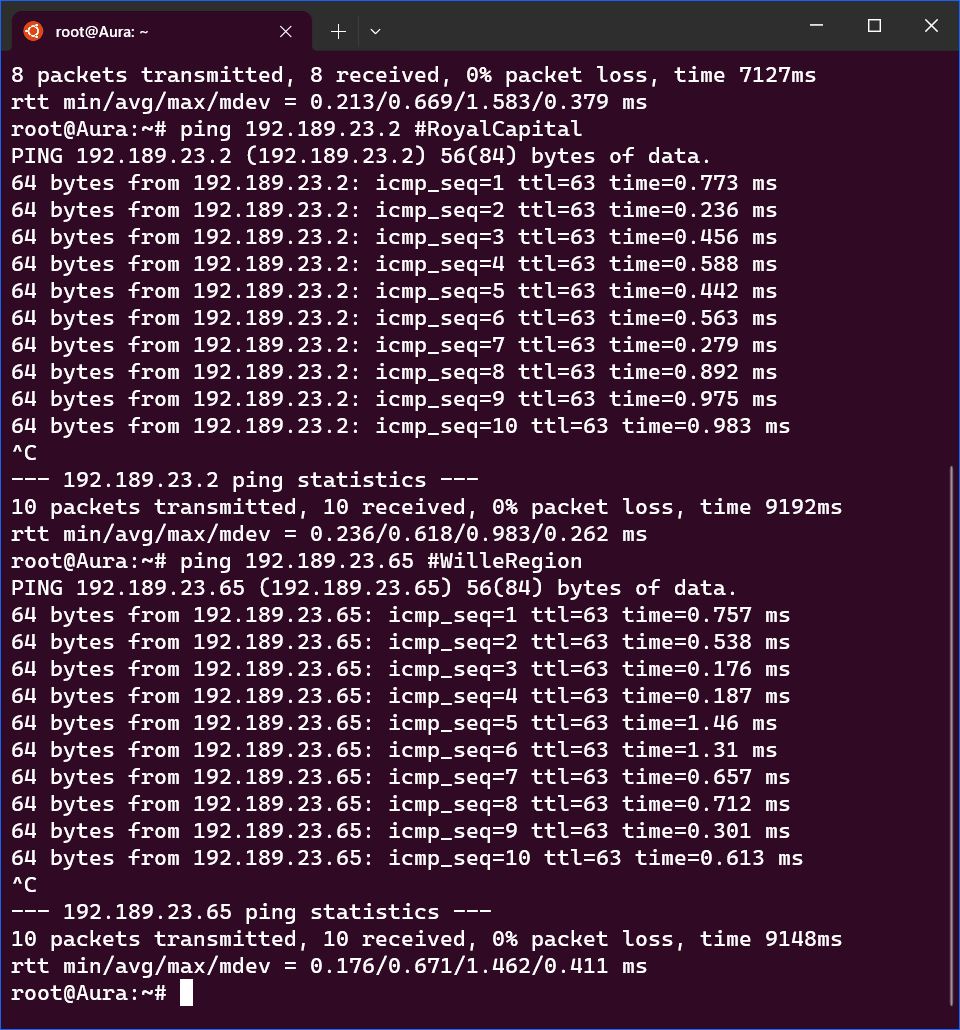 root@Aura: ~
8 packets transmitted, 8 received, 0% packet loss, time 7127ms
rtt min/avg/max/mdev = 0.213/0.669/1.583/0.379 ms
root@Aura:~# ping 192.189.23.2 #RoyalCapital
PING 192.189.23.2 (192.189.23.2) 56(84) bytes of data.
64 bytes from 192.189.23.2: icmp_seq=1 ttl=63 time=0.773 ms
64 bytes from 192.189.23.2: icmp_seq=2 ttl=63 time=0.236 ms
64 bytes from 192.189.23.2: icmp_seq=3 ttl=63 time=0.456 ms
64 bytes from 192.189.23.2: icmp_seq=4 ttl=63 time=0.588 ms
64 bytes from 192.189.23.2: icmp_seq=5 ttl=63 time=0.442 ms
64 bytes from 192.189.23.2: icmp_seq=6 ttl=63 time=0.563 ms
64 bytes from 192.189.23.2: icmp_seq=7 ttl=63 time=0.279 ms
64 bytes from 192.189.23.2: icmp_seq=8 ttl=63 time=0.892 ms
64 bytes from 192.189.23.2: icmp_seq=9 ttl=63 time=0.975 ms
64 bytes from 192.189.23.2: icmp_seq=10 ttl=63 time=0.983 ms
^C
--- 192.189.23.2 ping statistics ---
10 packets transmitted, 10 received, 0% packet loss, time 9192ms
rtt min/avg/max/mdev = 0.236/0.618/0.983/0.262 ms
root@Aura:~# ping 192.189.23.65 #WilleRegion
PING 192.189.23.65 (192.189.23.65) 56(84) bytes of data.
64 bytes from 192.189.23.65: icmp_seq=1 ttl=63 time=0.757 ms
64 bytes from 192.189.23.65: icmp_seq=2 ttl=63 time=0.538 ms
64 bytes from 192.189.23.65: icmp_seq=3 ttl=63 time=0.176 ms
64 bytes from 192.189.23.65: icmp_seq=4 ttl=63 time=0.187 ms
64 bytes from 192.189.23.65: icmp_seq=5 ttl=63 time=1.46 ms
64 bytes from 192.189.23.65: icmp_seq=6 ttl=63 time=1.31 ms
64 bytes from 192.189.23.65: icmp_seq=7 ttl=63 time=0.657 ms
64 bytes from 192.189.23.65: icmp_seq=8 ttl=63 time=0.712 ms
64 bytes from 192.189.23.65: icmp_seq=9 ttl=63 time=0.301 ms
64 bytes from 192.189.23.65: icmp_seq=10 ttl=63 time=0.613 ms
^C
--- 192.189.23.65 ping statistics ---
10 packets transmitted, 10 received, 0% packet loss, time 9148ms
rtt min/avg/max/mdev = 0.176/0.671/1.462/0.411 ms
root@Aura:~#